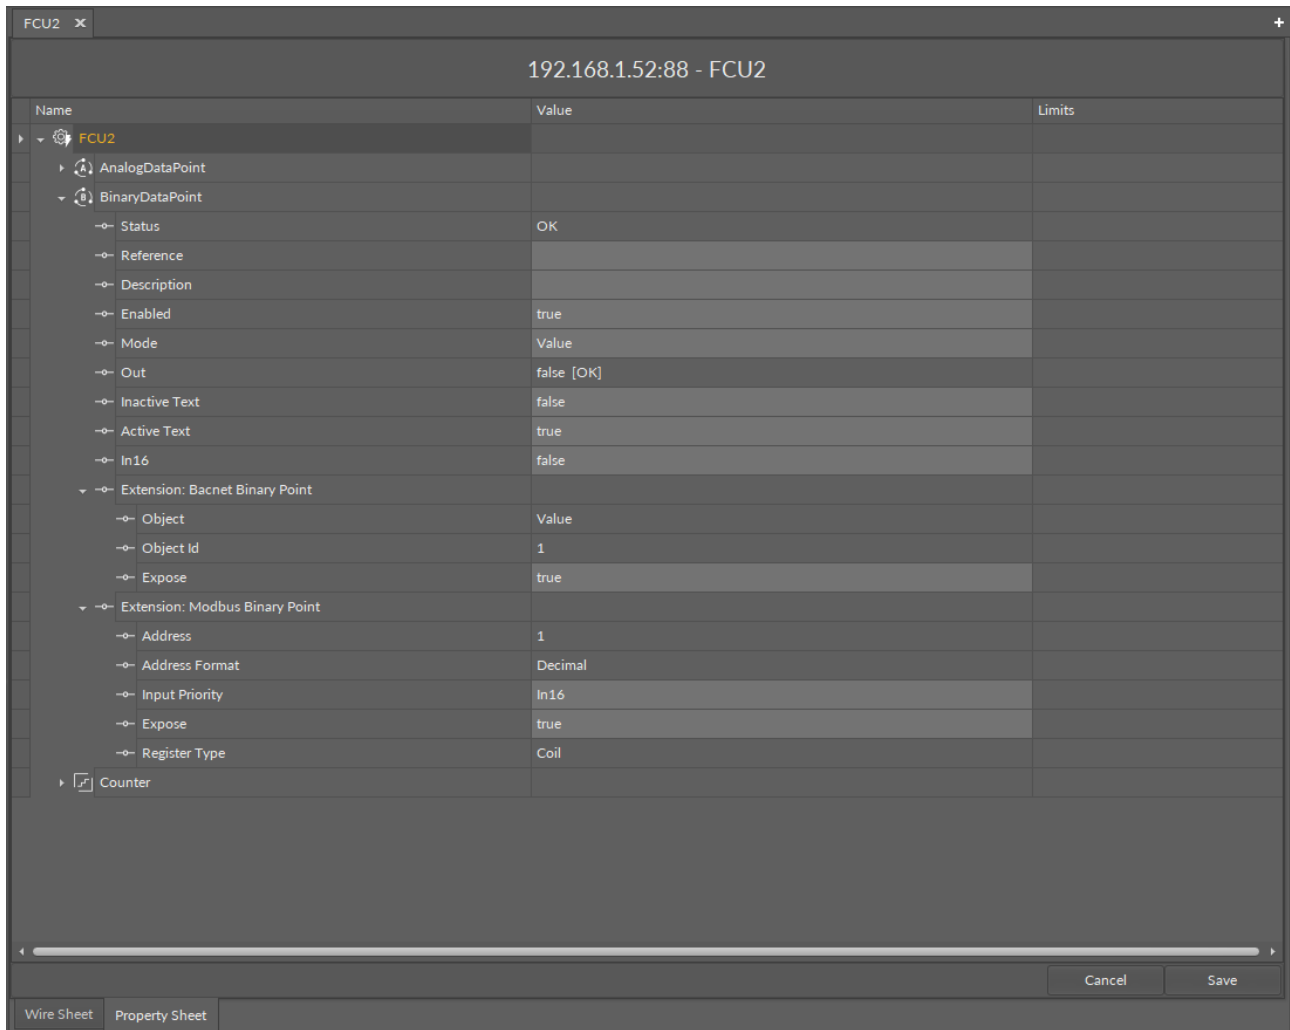 FCU2
192.168.1.52:88 - FCU2
Name Value Limits
FCU2
AnalogDataPoint
BinaryDataPoint
Status OK
Reference
Description
Enabled true
Mode Value
Out false [OK]
Inactive Text false
Active Text true
In16 false
Extension: Bacnet Binary Point
Object Value
Object Id 1
Expose true
Extension: Modbus Binary Point
Address 1
Address Format Decimal
Input Priority In16
Expose true
Register Type Coil
Counter
Cancel Save
Wire Sheet Property Sheet